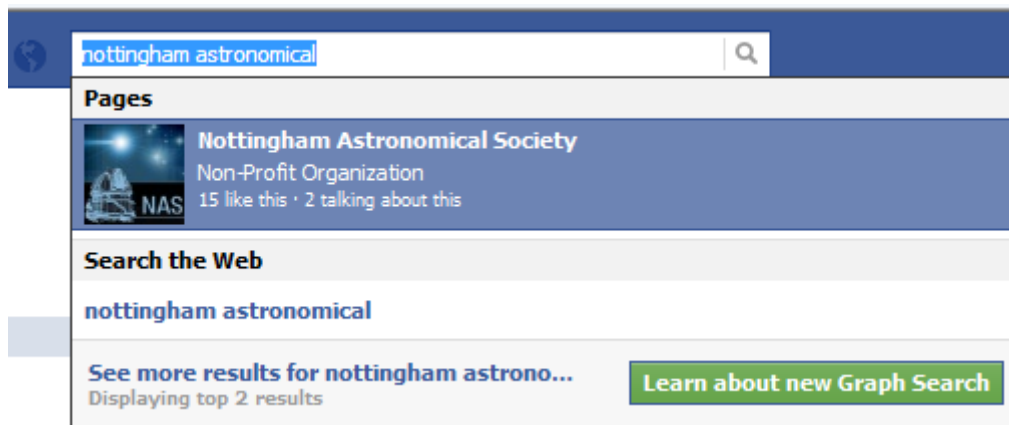 nottingham astronomical
Pages
Nottingham Astronomical Society
Non-Profit Organization
NAS
15 like this · 2 talking about this
Search the Web
nottingham astronomical
See more results for nottingham astrono...
Displaying top 2 results
Learn about new Graph Search